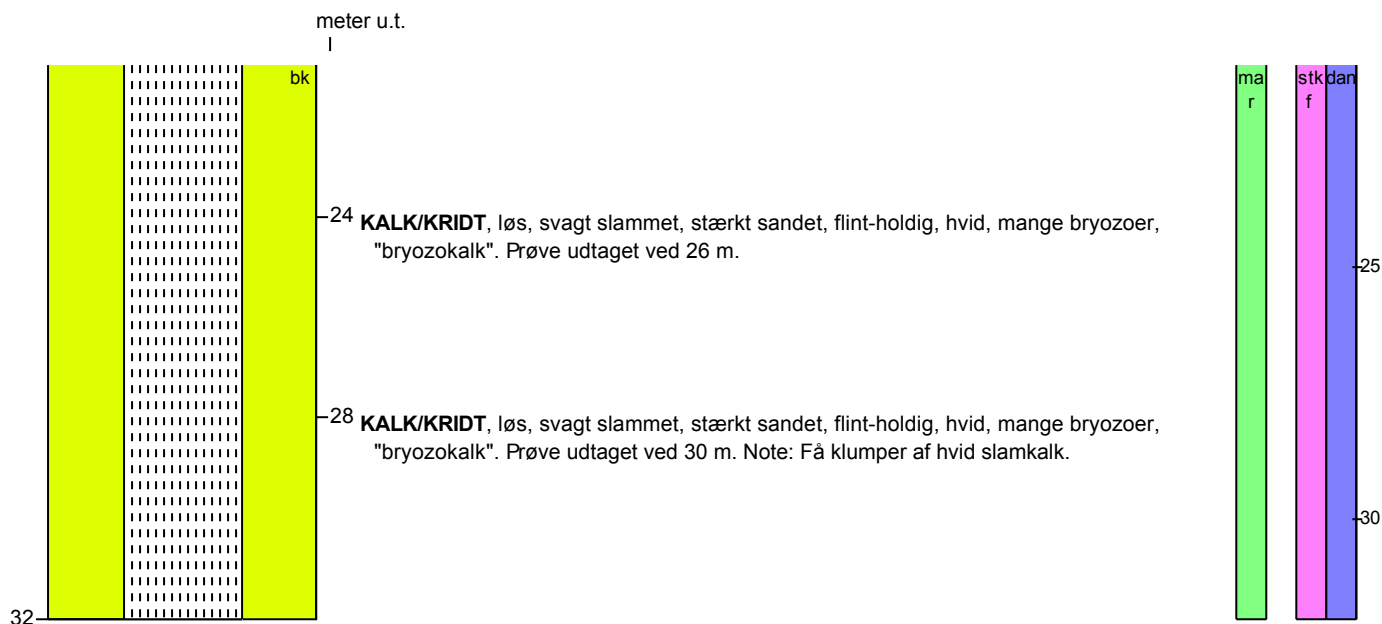 meter u.t.
bk
ma
r
stk
f
dan
24 KALK/KRIDT, løs, svagt slammet, stærkt sandet, flint-holdig, hvid, mange bryozoer,
"bryozokalk". Prøve udtaget ved 26 m.
25
28 KALK/KRIDT, løs, svagt slammet, stærkt sandet, flint-holdig, hvid, mange bryozoer,
"bryozokalk". Prøve udtaget ved 30 m. Note: Få klumper af hvid slamkalk.
30
32